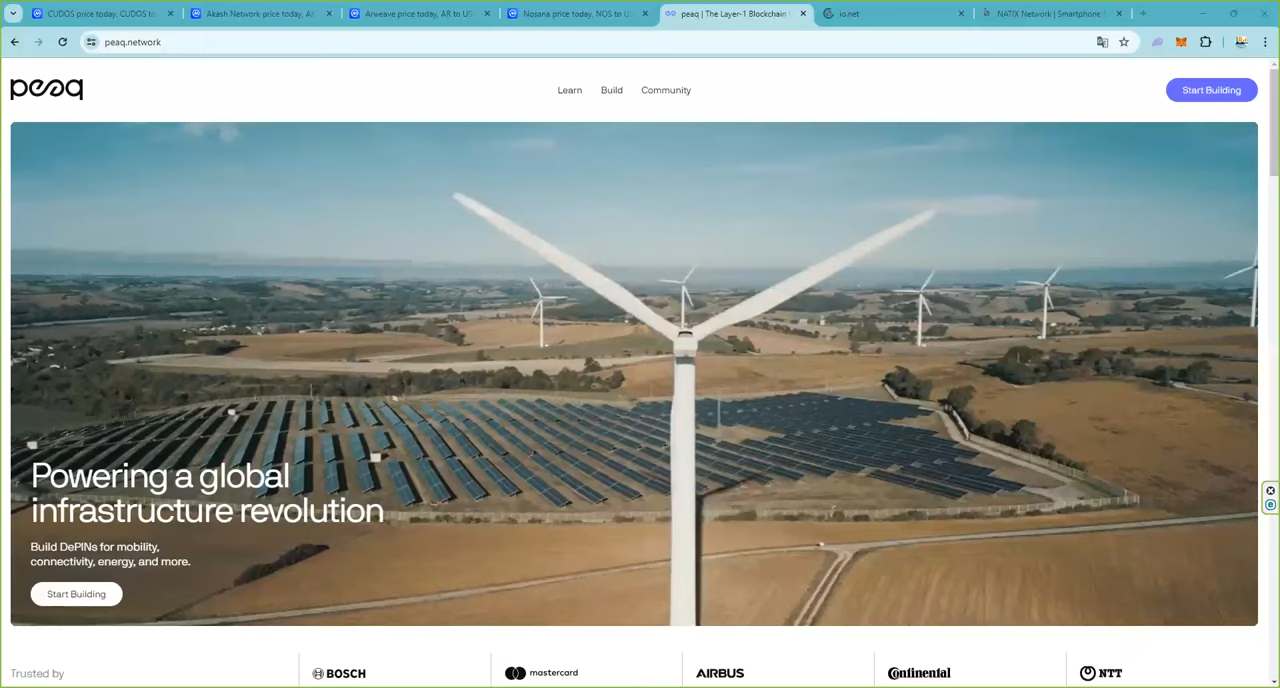 CUDOS price today, CUDOS to
Akash Network price today, AK
Arweave price today, AR to US
Nosana price today, NOS to U
peaq | The Layer-1 Blockchain
io.net
NATIX Network | Smartphone
peaq.network
peaq
Learn
Build
Community
Start Building
Powering a global
infrastructure revolution
Build DePINs for mobility,
connectivity, energy, and more.
Start Building
Trusted by
BOSCH
mastercard
AIRBUS
Continental
NTT